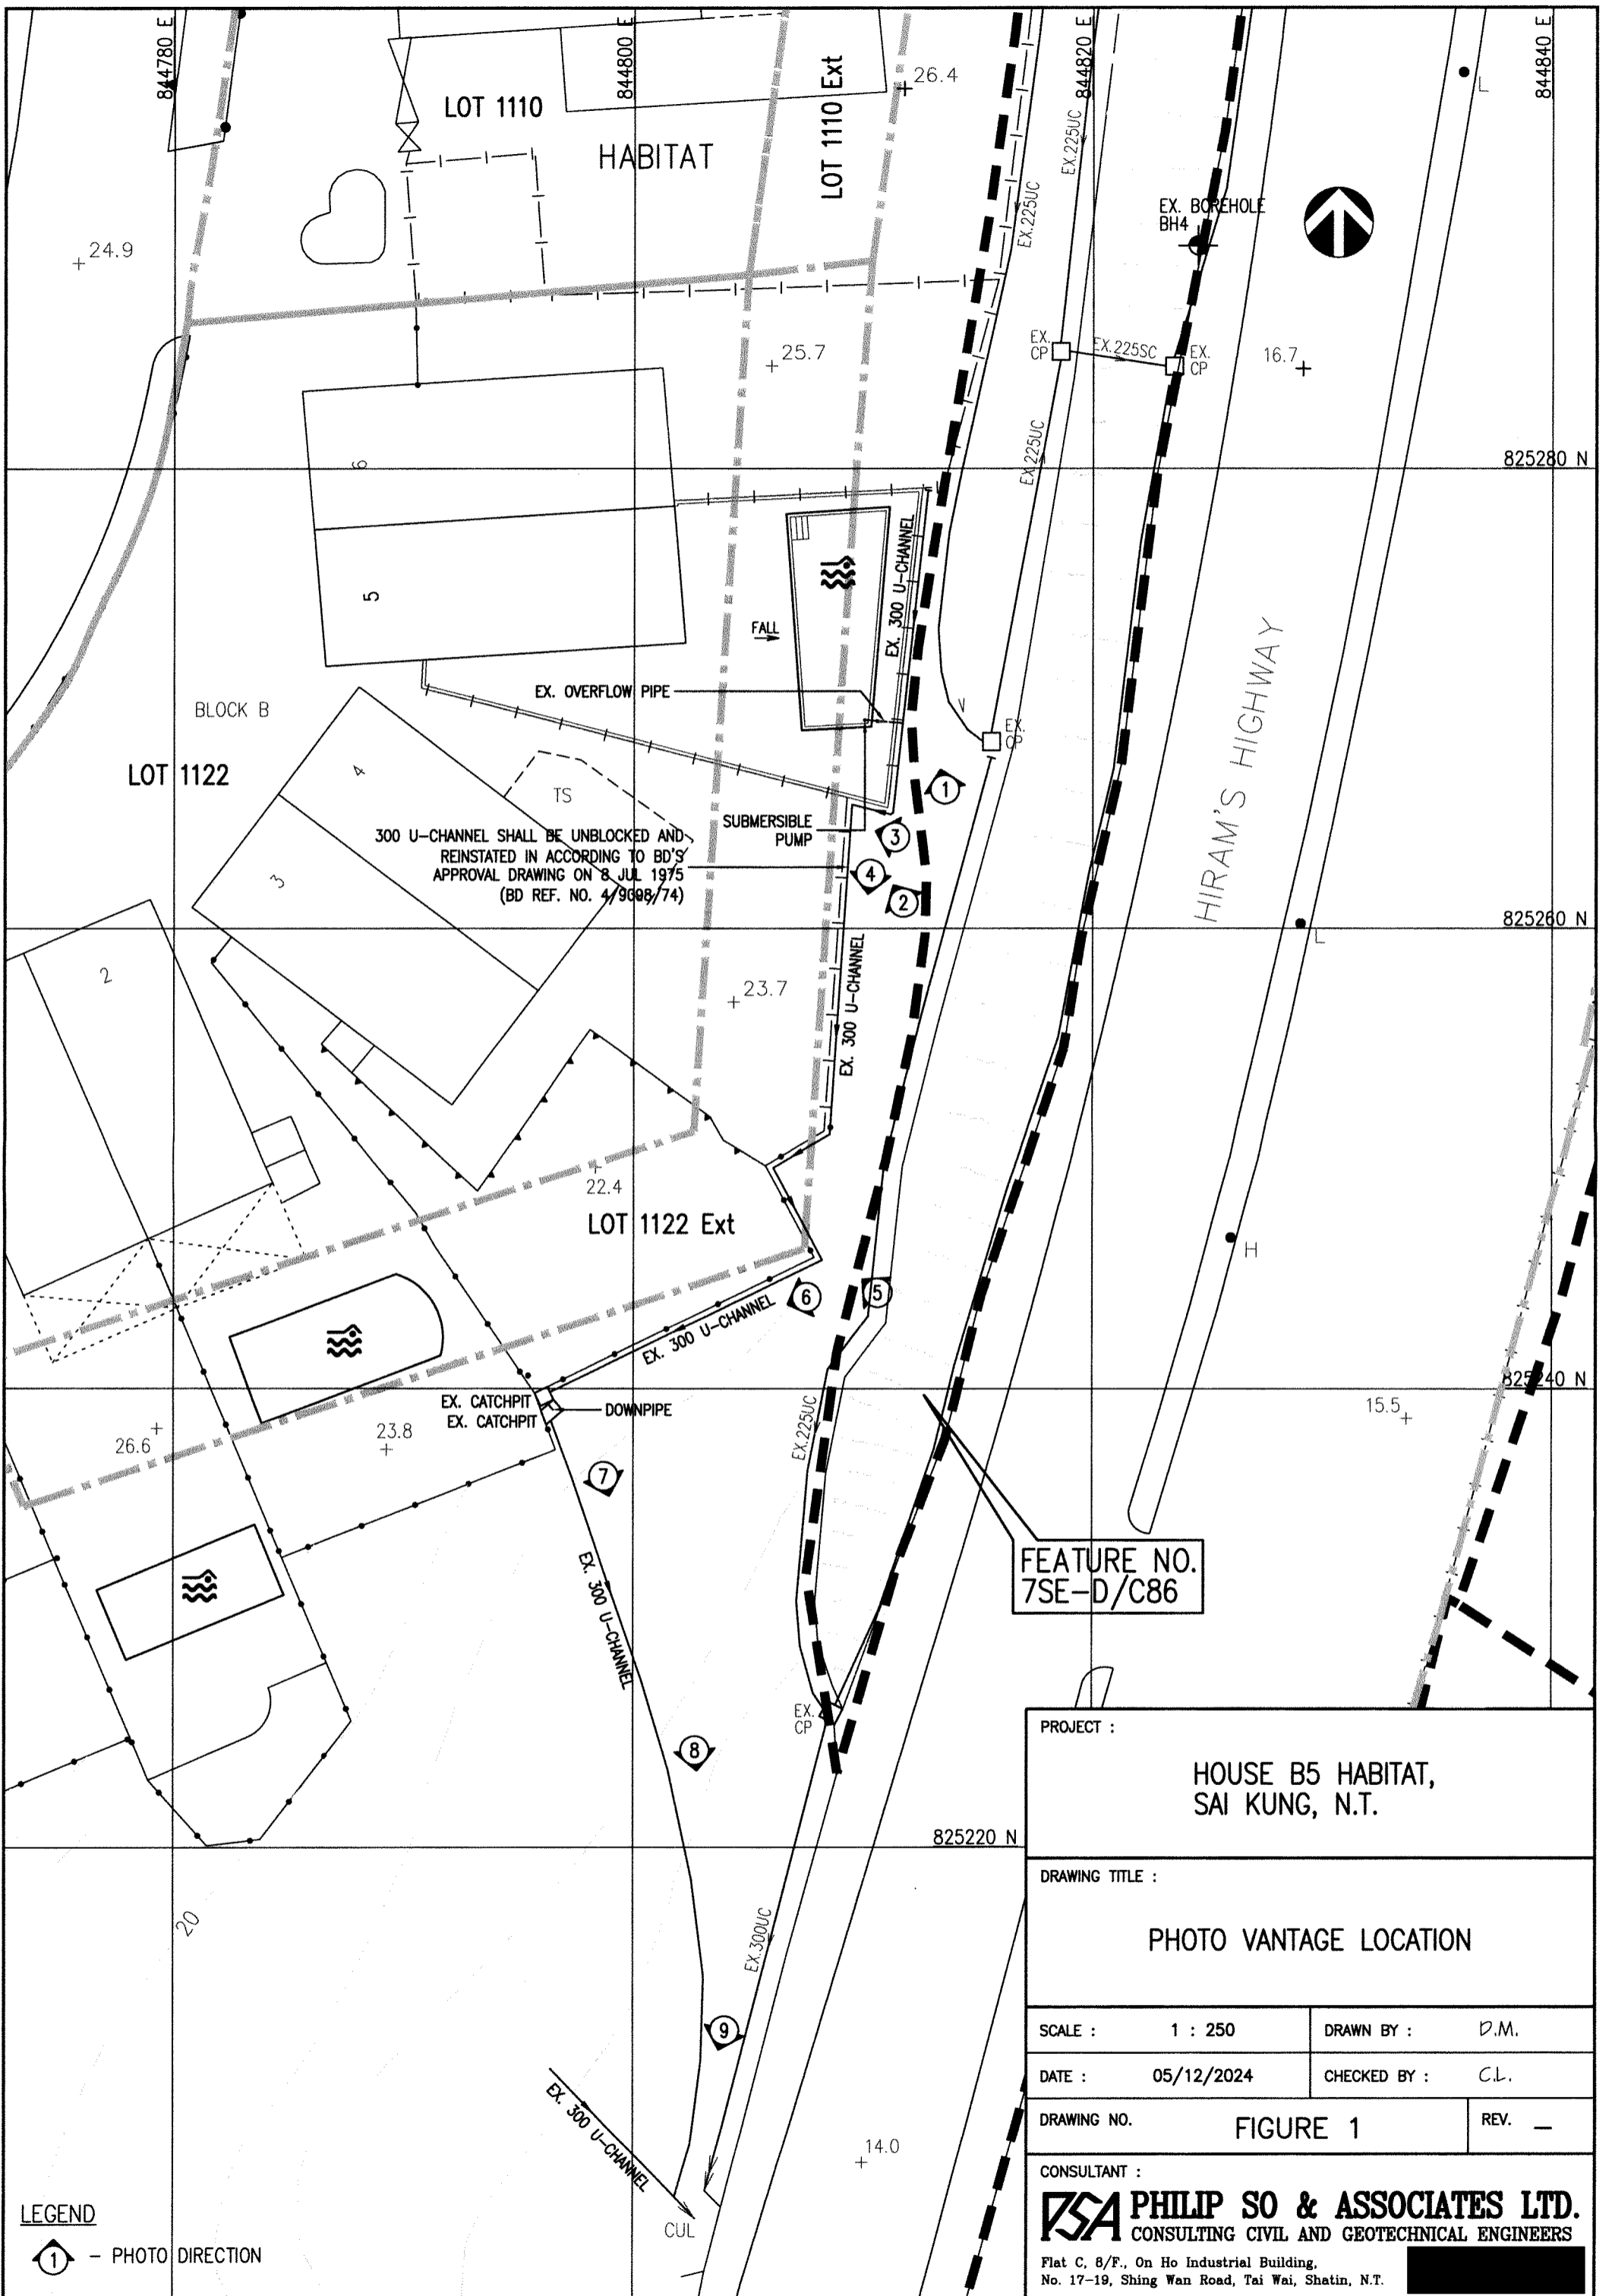 844780 E
844800 E
844820 E
844840 E
LOT 1110
LOT 1110 Ext
HABITAT
26.4
24.9
EX.225UC
EX.225UC
EX. BOREHOLE
BH4
L
25.7
EX.
CP
EX.225SC
EX.
CP
16.7
EX.225UC
825280 N
6
5
FALL
EX. 300 U-CHANNEL
EX. OVERFLOW PIPE
BLOCK B
LOT 1122
V
EX.
CP
4
TS
3
1
SUBMERSIBLE
PUMP
3
300 U-CHANNEL SHALL BE UNBLOCKED AND
REINSTATED IN ACCORDING TO BD'S
APPROVAL DRAWING ON 8 JUL 1975
(BD REF. NO. 4/9098/74)
4
2
HIRAM'S HIGHWAY
825260 N
L
2
23.7
EX. 300 U-CHANNEL
22.4
LOT 1122 Ext
H
6
5
EX. 300 U-CHANNEL
825240 N
EX. CATCHPIT
EX. CATCHPIT
DOWNPIPE
15.5
26.6
23.8
EX.225UC
7
EX. 300 U-CHANNEL
FEATURE NO.
7SE-D/C86
EX.
CP
8
825220 N
20
EX.300UC
9
EX. 300 U-CHANNEL
14.0
CUL
LEGEND
1 - PHOTO DIRECTION
PROJECT :
HOUSE B5 HABITAT,
SAI KUNG, N.T.
DRAWING TITLE :
PHOTO VANTAGE LOCATION
SCALE : 1 : 250 DRAWN BY : D.M.
DATE : 05/12/2024 CHECKED BY : C.L.
DRAWING NO. FIGURE 1 REV. —
CONSULTANT :
PSA PHILIP SO & ASSOCIATES LTD.
CONSULTING CIVIL AND GEOTECHNICAL ENGINEERS
Flat C, 8/F., On Ho Industrial Building,
No. 17-19, Shing Wan Road, Tai Wai, Shatin, N.T.